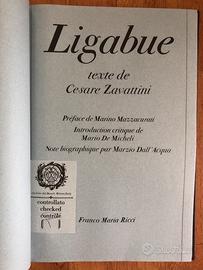 Ligabue
texte de
Cesare Zavattini
Préface de Marino Mazzacurati
Introduction critique de
Mario De Micheli
Note biographique par Marzio Dall'Acqua
controllato
checked
contrôlé
Franco Maria Ricci
subito